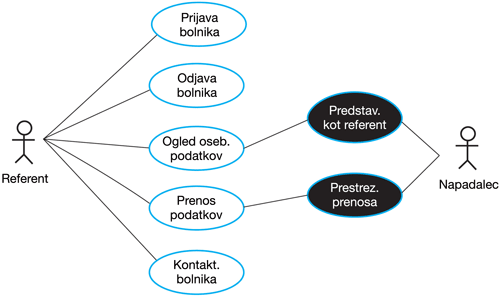 Prijava
bolnika
Odjava
bolnika
Ogled oseb.
podatkov
Prenos
podatkov
Kontakt.
bolnika
Referent
Predstav.
kot referent
Prestrez.
prenosa
Napadalec